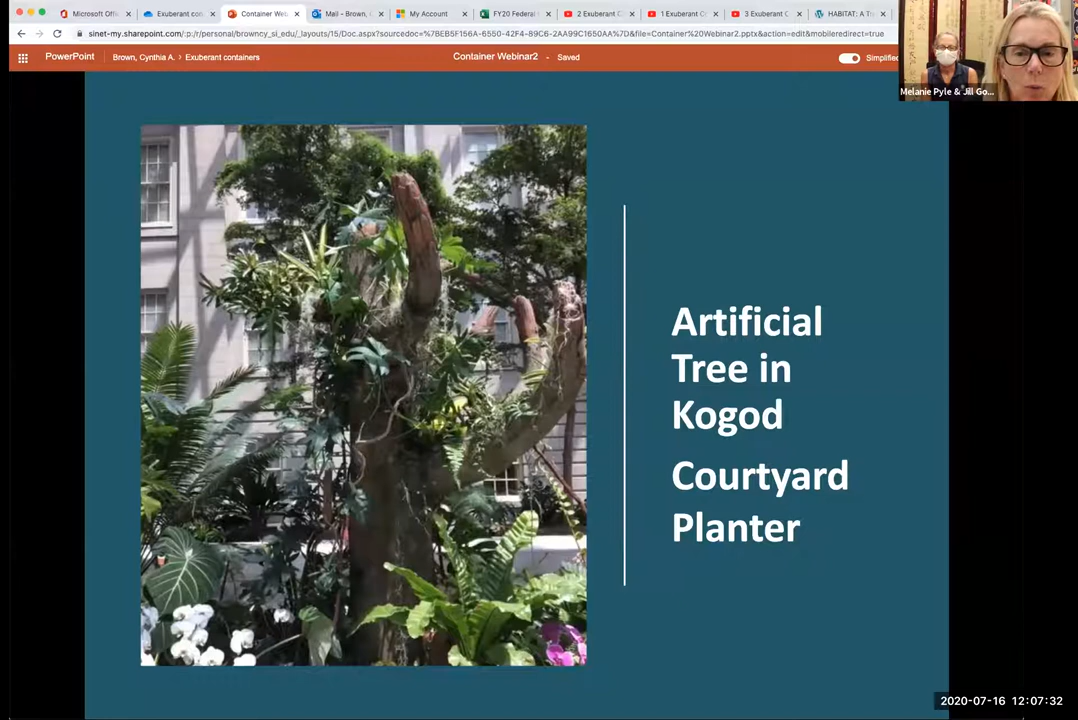 Microsoft Offi
Exuberant con
Container Web
Mail - Brown, C
My Account
FY20 Federal H
2 Exuberant C
1 Exuberant C
3 Exuberant C
HABITAT: A T
sinet-my.sharepoint.com/:p:/r/personal/browncy_si_edu/_layouts/15/Doc.aspx?sourcedoc=%7BEB5F156A-6550-42F4-89C6-2AA99C1650AA%7D&file=Container%20Webinar2.pptx&action=edit&mobileredirect=true
PowerPoint
Brown, Cynthia A. › Exuberant containers
Container Webinar2 - Saved
Simplified
Melanie Pyle & Jill Go...
Artificial
Tree in
Kogod
Courtyard
Planter
2020-07-16 12:07:32